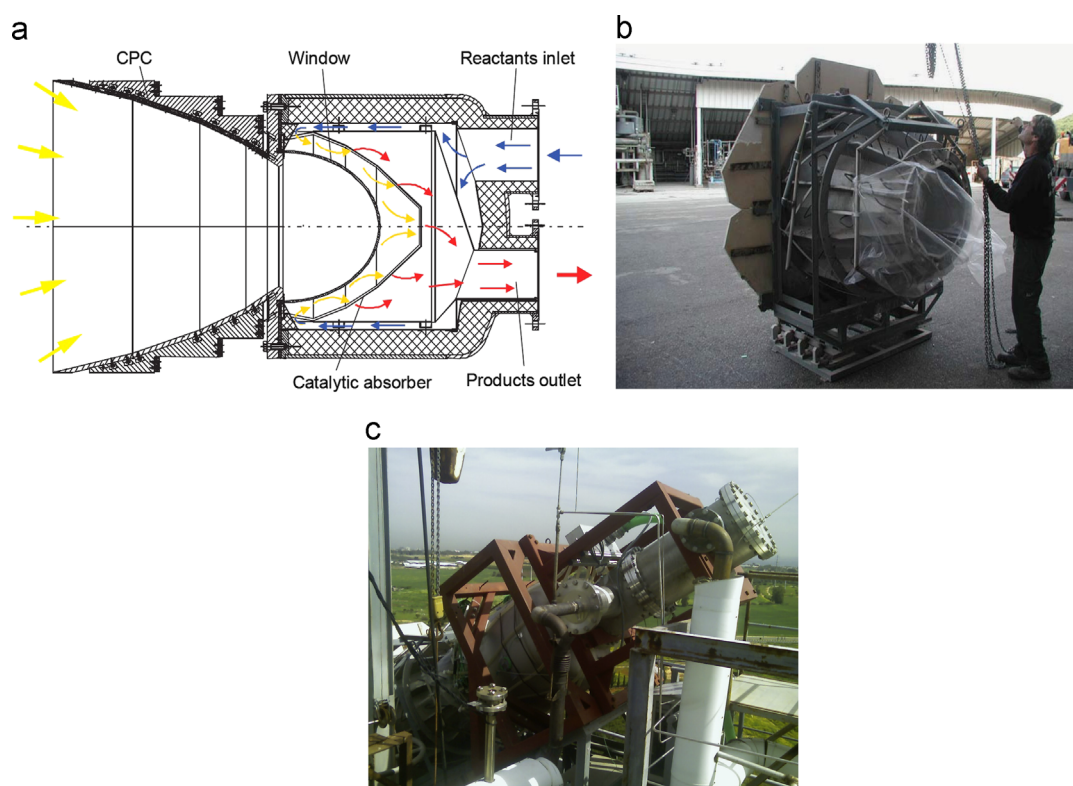 a
CPC
Window
Reactants inlet
Catalytic absorber
Products outlet
b
c